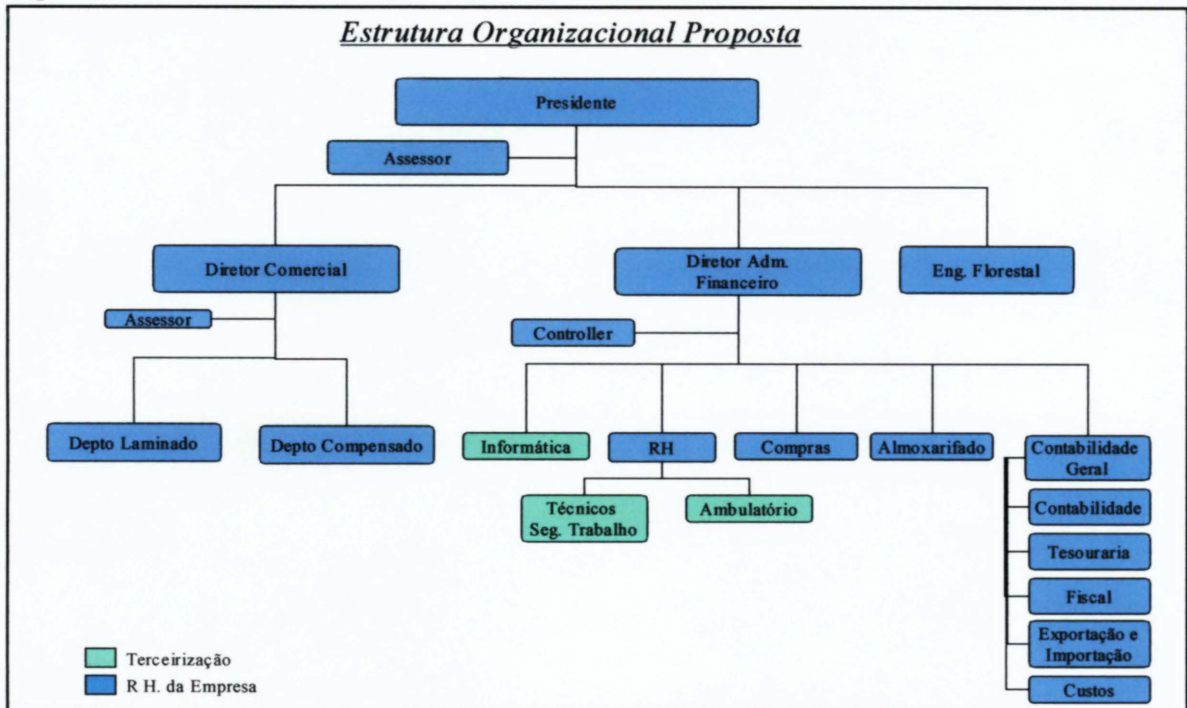 Estrutura Organizacional Proposta
Presidente
Assessor
Diretor Comercial
Diretor Adm.
Financeiro
Eng. Florestal
Assessor
Controller
Depto Laminado
Depto Compensado
Informática
RH
Compras
Almoxarifado
Contabilidade
Geral
Técnicos
Seg. Trabalho
Ambulatório
Contabilidade
Tesouraria
Fiscal
Exportação e
Importação
Custos
Terceirização
R H. da Empresa